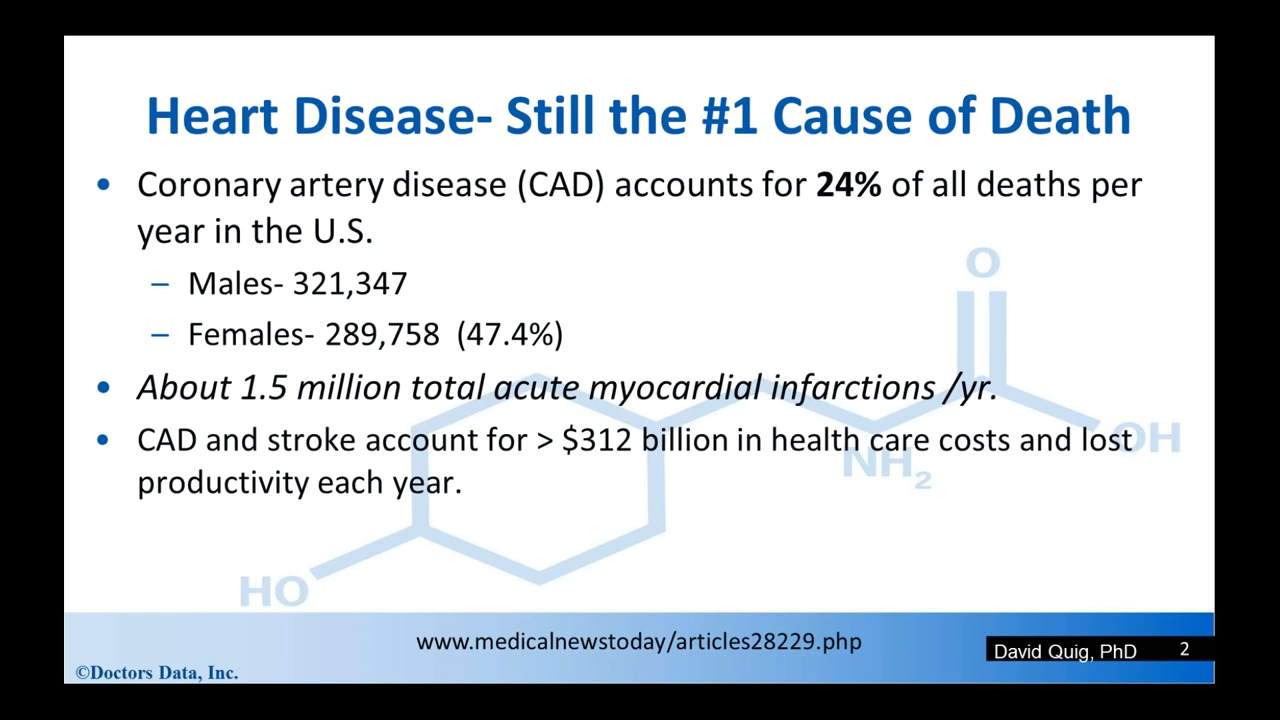 Heart Disease- Still the #1 Cause of Death
• Coronary artery disease (CAD) accounts for 24% of all deaths per
year in the U.S.
– Males- 321,347
– Females- 289,758 (47.4%)
• About 1.5 million total acute myocardial infarctions /yr.
• CAD and stroke account for > $312 billion in health care costs and lost
productivity each year.
O
OH
NH₂
HO
www.medicalnewstoday/articles28229.php
David Quig, PhD 2
©Doctors Data, Inc.